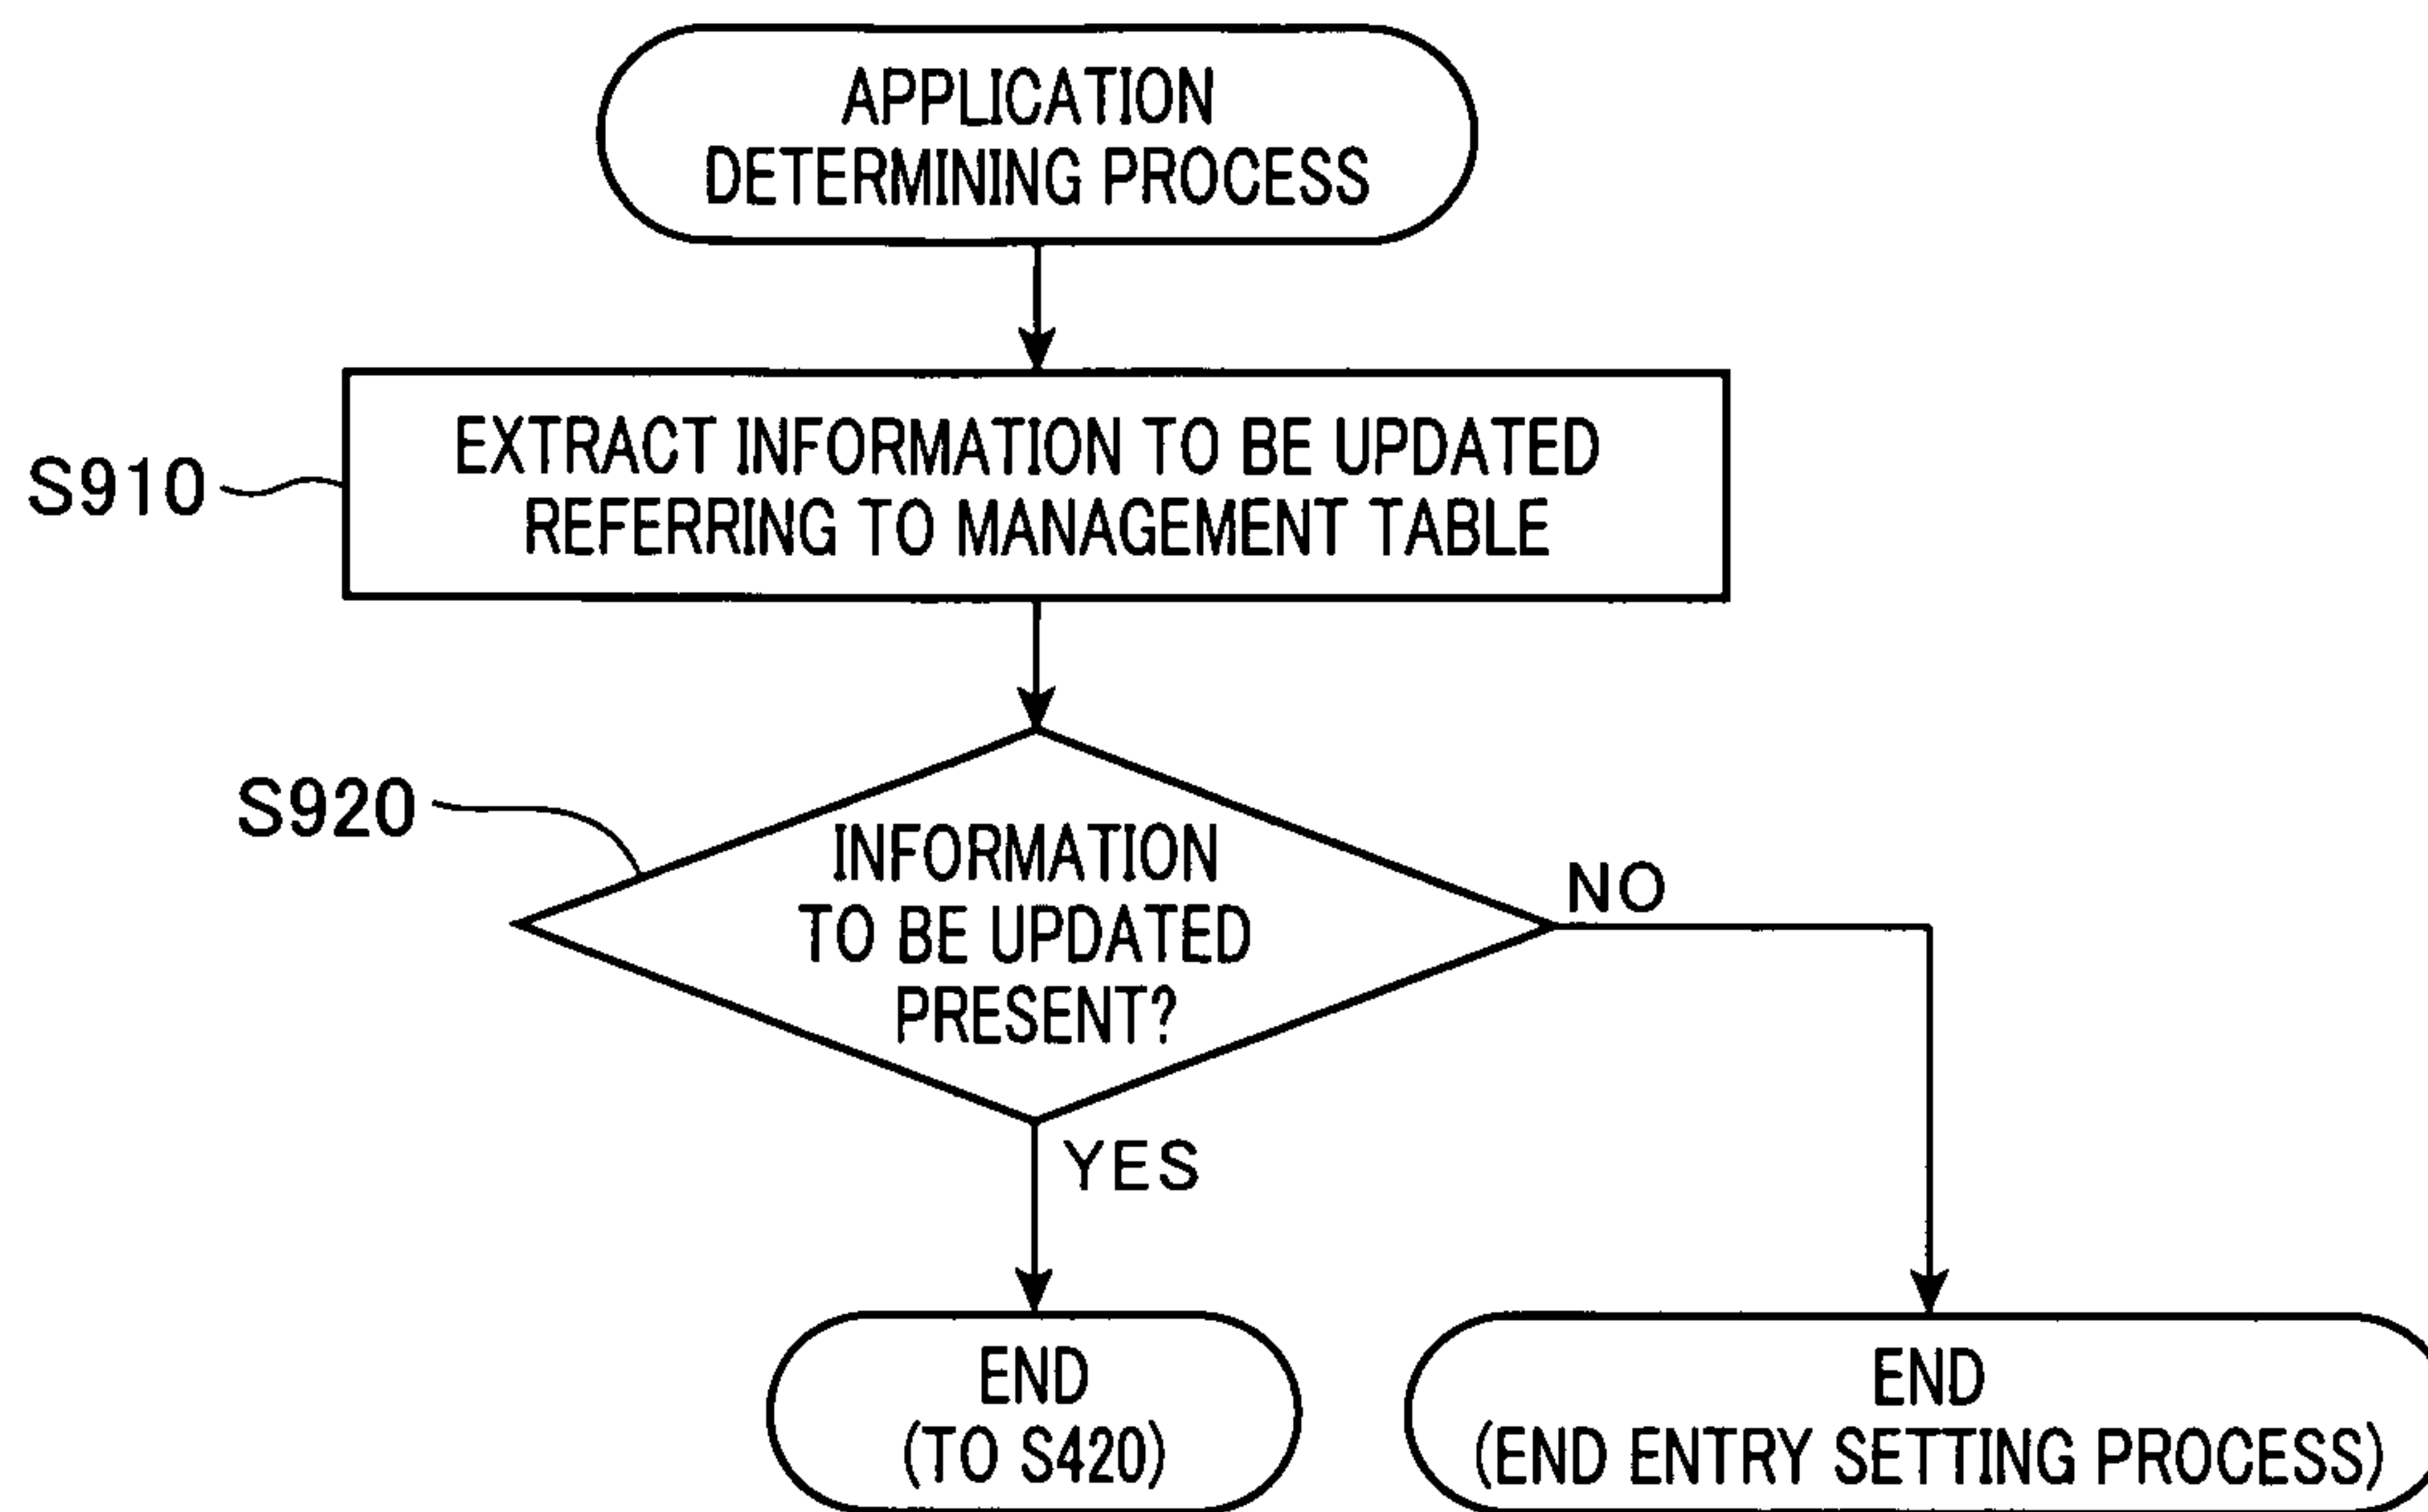 APPLICATION
DETERMINING PROCESS
EXTRACT INFORMATION TO BE UPDATED
REFERRING TO MANAGEMENT TABLE
S910
S920
INFORMATION
TO BE UPDATED
PRESENT?
NO
YES
END
(TO S420)
END
(END ENTRY SETTING PROCESS)